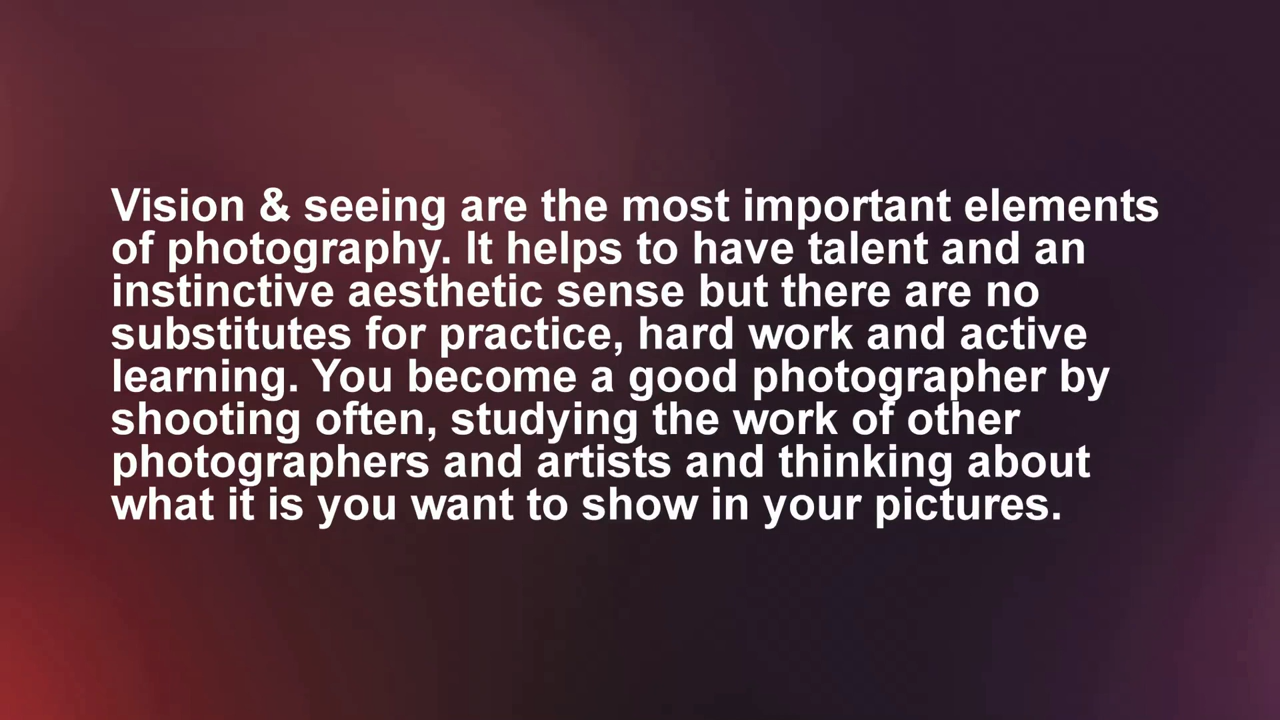 Vision & seeing are the most important elements
of photography. It helps to have talent and an
instinctive aesthetic sense but there are no
substitutes for practice, hard work and active
learning. You become a good photographer by
shooting often, studying the work of other
photographers and artists and thinking about
what it is you want to show in your pictures.